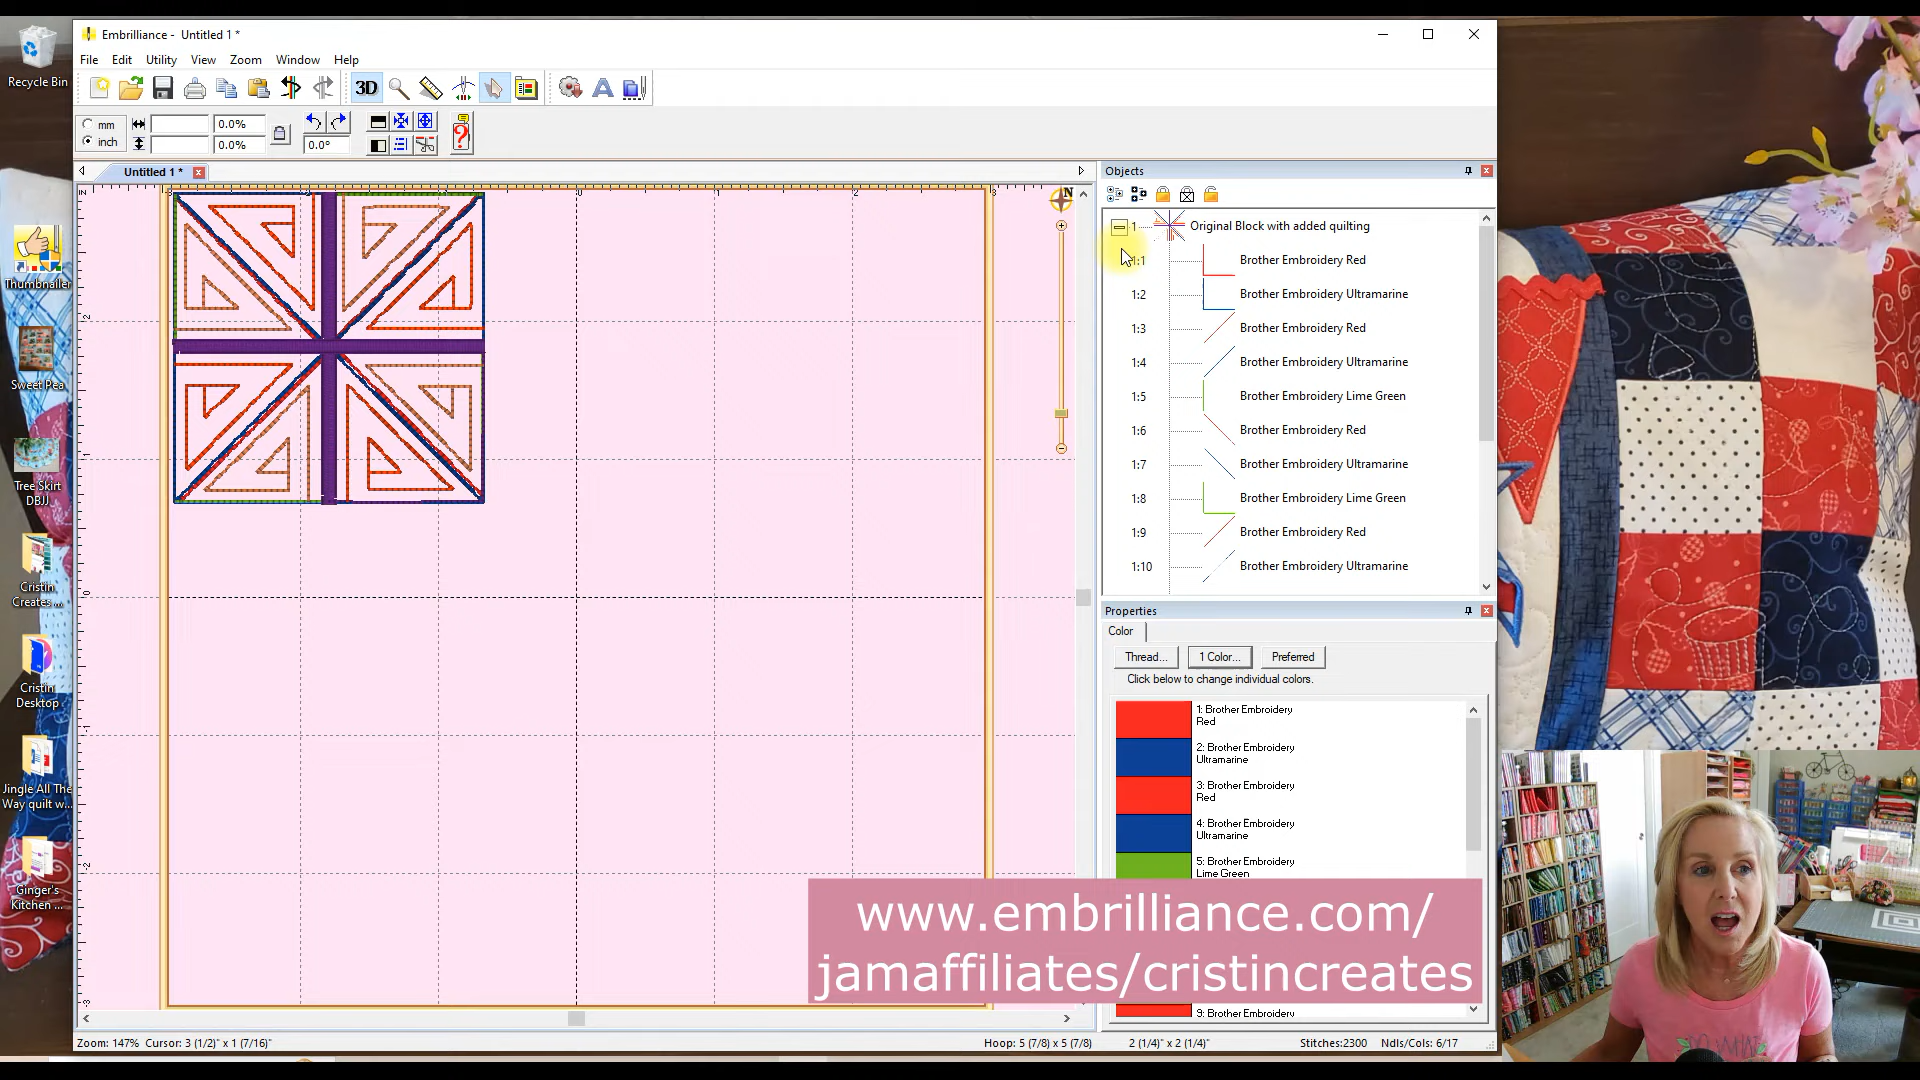 Recycle Bin
Thumbnailer
Sweet Pea
Tree Skirt
DBJJ
Cristin
Creates ...
Cristin
Desktop
Jingle All The
Way quilt w...
Ginger's
Kitchen ...
Embrilliance - Untitled 1 *
File Edit Utility View Zoom Window Help
3D
A
mm
inch
0.0%
0.0%
0.0°
Untitled 1 *
N
Objects
1 Original Block with added quilting
1:1 Brother Embroidery Red
1:2 Brother Embroidery Ultramarine
1:3 Brother Embroidery Red
1:4 Brother Embroidery Ultramarine
1:5 Brother Embroidery Lime Green
1:6 Brother Embroidery Red
1:7 Brother Embroidery Ultramarine
1:8 Brother Embroidery Lime Green
1:9 Brother Embroidery Red
1:10 Brother Embroidery Ultramarine
Properties
Color
Thread... 1 Color... Preferred
Click below to change individual colors.
1: Brother Embroidery
Red
2: Brother Embroidery
Ultramarine
3: Brother Embroidery
Red
4: Brother Embroidery
Ultramarine
5: Brother Embroidery
Lime Green
9: Brother Embroidery
www.embrilliance.com/
jamaffiliates/cristincreates
Zoom: 147% Cursor: 3 (1/2)" x 1 (7/16)" Hoop: 5 (7/8) x 5 (7/8) 2 (1/4)" x 2 (1/4)" Stitches:2300 Ndls/Cols: 6/17